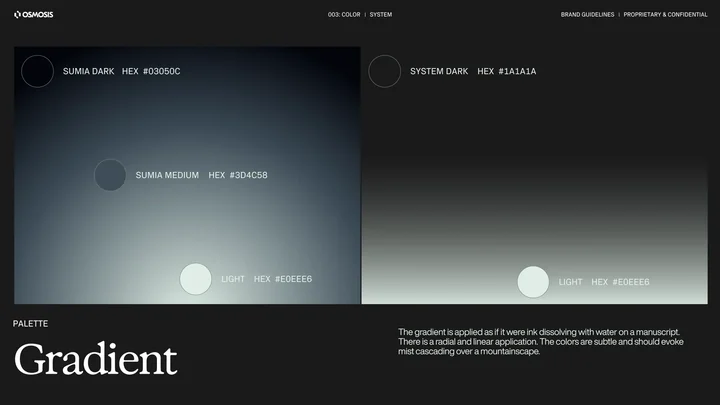 OSMOSIS
003: COLOR | SYSTEM
BRAND GUIDELINES | PROPRIETARY & CONFIDENTIAL
SUMIA DARK HEX #03050C
SYSTEM DARK HEX #1A1A1A
SUMIA MEDIUM HEX #3D4C58
LIGHT HEX #E0EEE6
LIGHT HEX #E0EEE6
PALETTE
Gradient
The gradient is applied as if it were ink dissolving with water on a manuscript.
There is a radial and linear application. The colors are subtle and should evoke
mist cascading over a mountainscape.